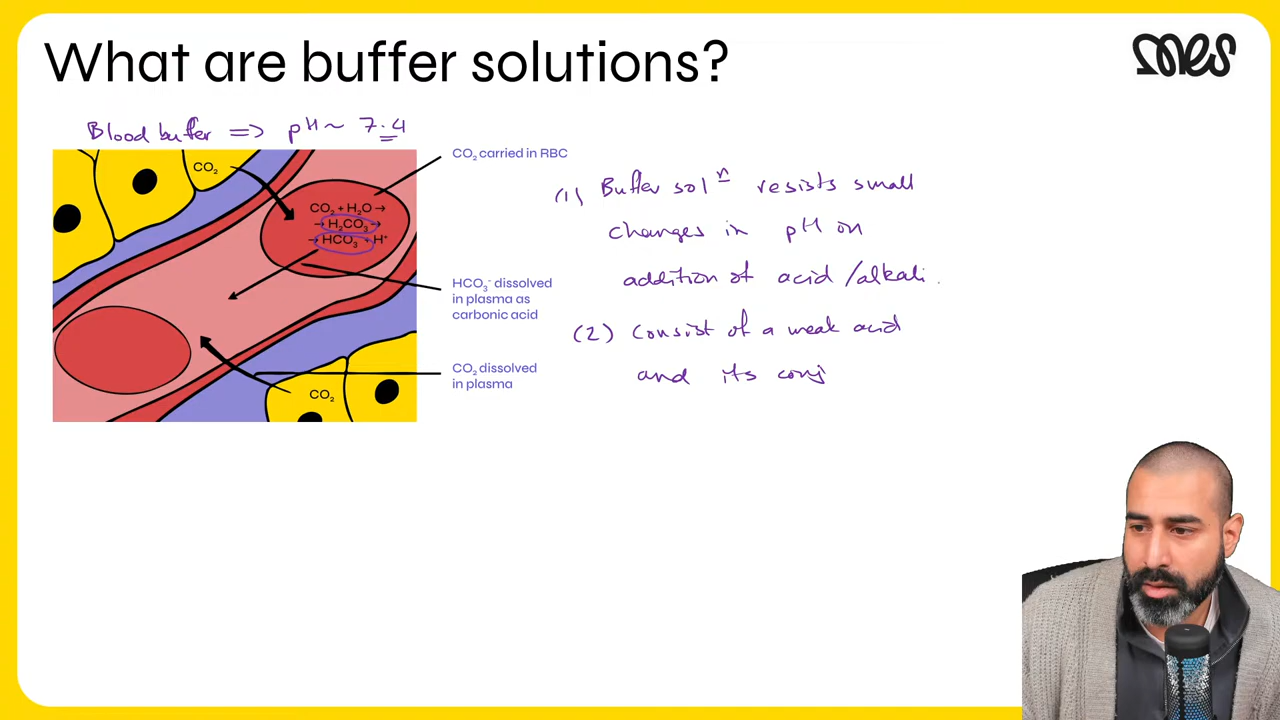 What are buffer solutions?
mes
Blood buffer => pH ~ 7.4
CO₂
CO₂ carried in RBC
CO₂ + H₂O →
→ H₂CO₃ →
→ HCO₃⁻ + H⁺
HCO₃⁻ dissolved
in plasma as
carbonic acid
CO₂ dissolved
in plasma
CO₂
(1) Buffer solⁿ resists small
changes in pH on
addition of acid/alkali.
(2) Consist of a weak acid
and its conj